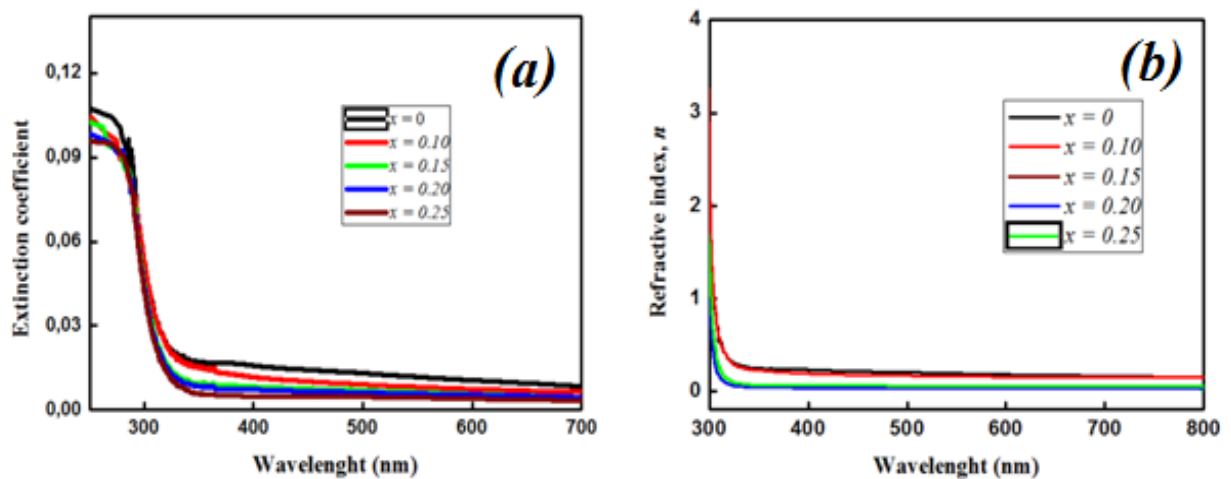 (a)
Extinction coefficient
0,12
0,09
0,06
0,03
0,00
x = 0
x = 0.10
x = 0.15
x = 0.20
x = 0.25
300
400
500
600
700
Wavelenght (nm)
(b)
Refractive index, n
4
3
2
1
0
x = 0
x = 0.10
x = 0.15
x = 0.20
x = 0.25
300
400
500
600
700
800
Wavelenght (nm)